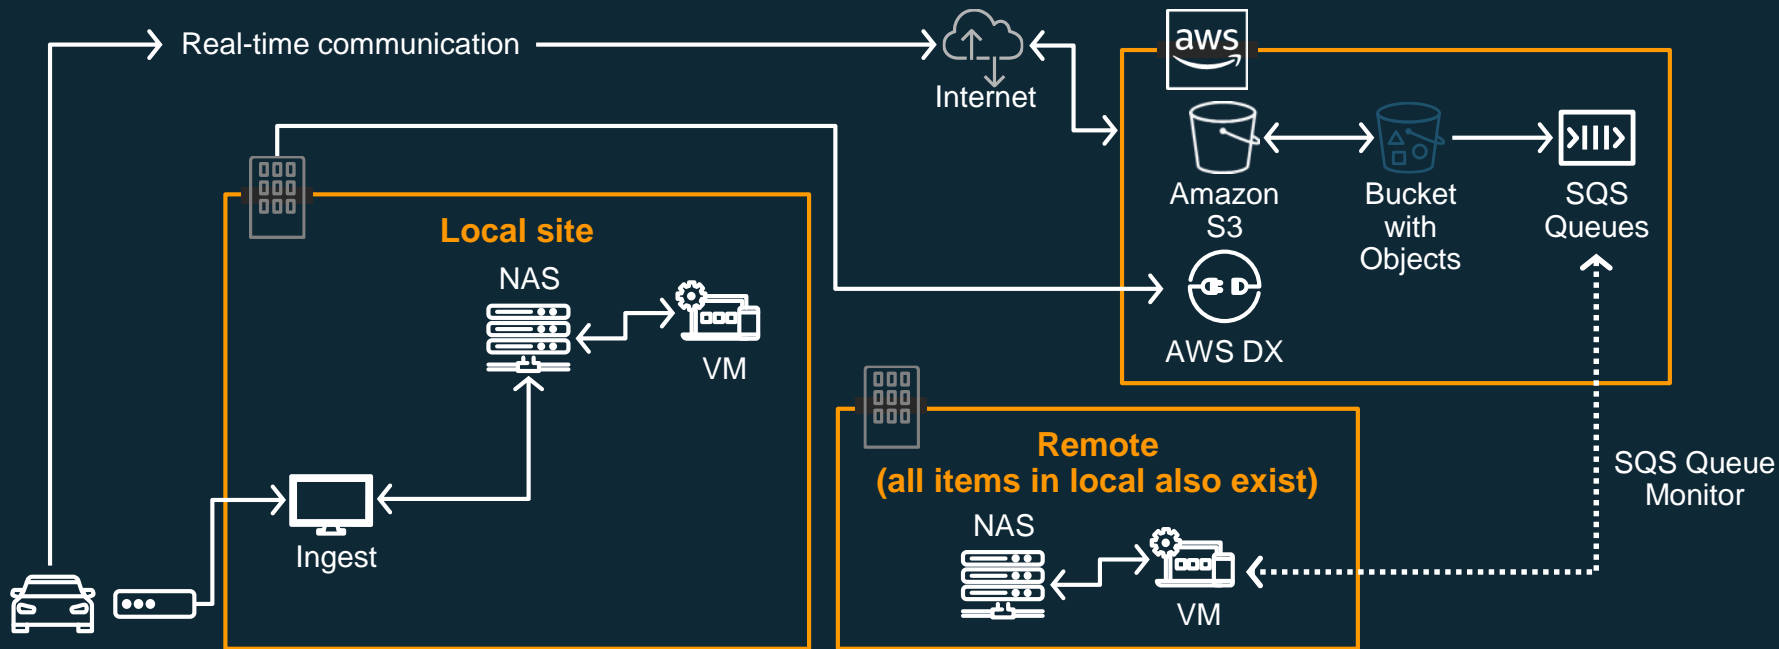 Real-time communication
Internet
aws
Amazon
S3
Bucket
with
Objects
SQS
Queues
AWS DX
Local site
NAS
VM
Ingest
Remote
(all items in local also exist)
NAS
VM
SQS Queue
Monitor